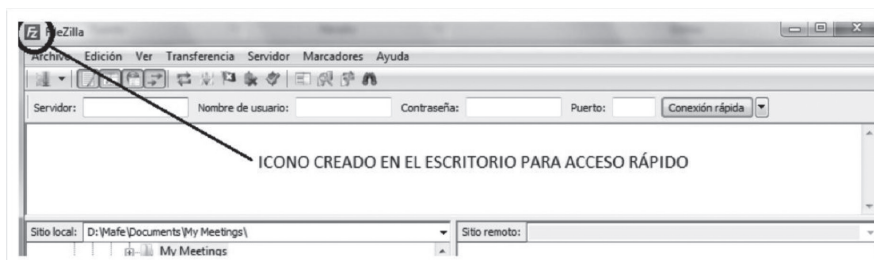 FileZilla
Archivo Edición Ver Transferencia Servidor Marcadores Ayuda
Servidor: Nombre de usuario: Contraseña: Puerto: Conexión rápida
ICONO CREADO EN EL ESCRITORIO PARA ACCESO RÁPIDO
Sitio local: D:\Mafe\Documents\My Meetings\ Sitio remoto:
My Meetings